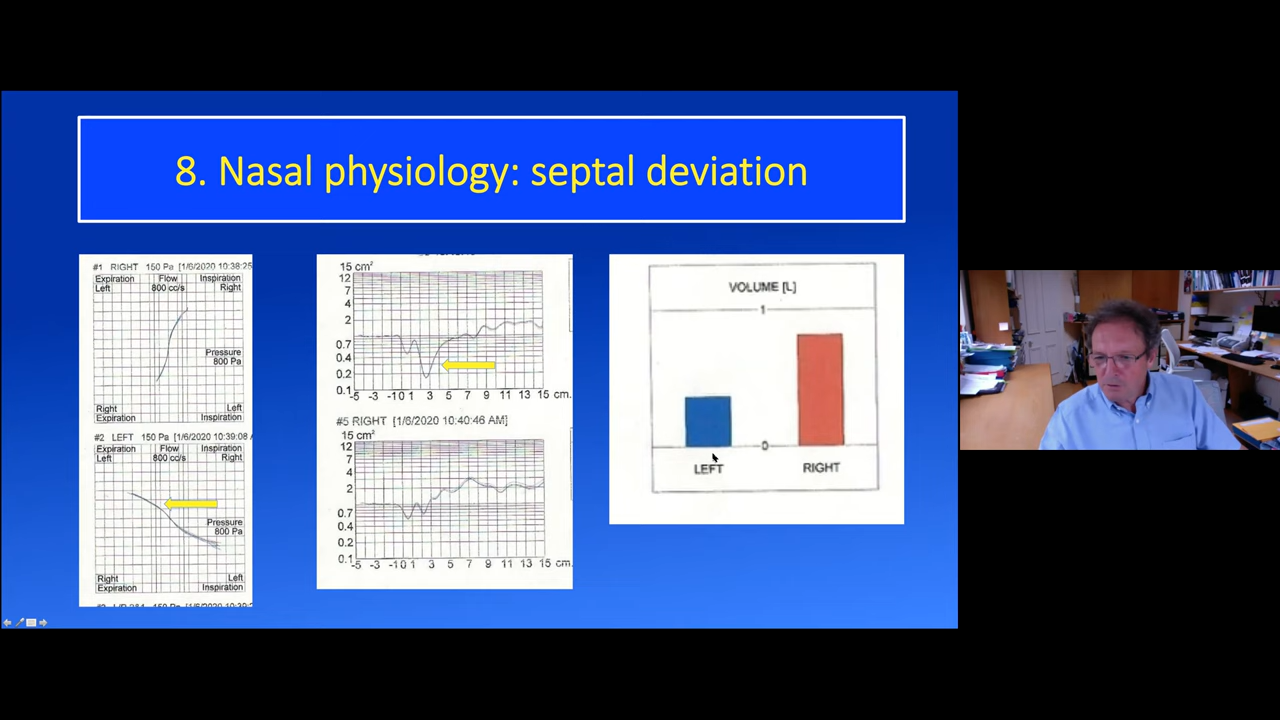 8. Nasal physiology: septal deviation
#1 RIGHT 150 Pa [1/6/2020 10:38:25
Expiration Flow Inspiration
Left 800 cc/s Right
Pressure
800 Pa
Right Left
Expiration Inspiration
#2 LEFT 150 Pa [1/6/2020 10:39:08
Expiration Flow Inspiration
Left 800 cc/s Right
Pressure
800 Pa
Right Left
Expiration Inspiration
15 cm²
12
7
4
2
0.7
0.4
0.2
0.1
-5 -3 -1 0 1 3 5 7 9 11 13 15 cm.
#5 RIGHT [1/6/2020 10:40:46 AM]
15 cm²
12
7
4
2
0.7
0.4
0.2
0.1
-5 -3 -1 0 1 3 5 7 9 11 13 15 cm.
VOLUME [L]
1
0
LEFT RIGHT